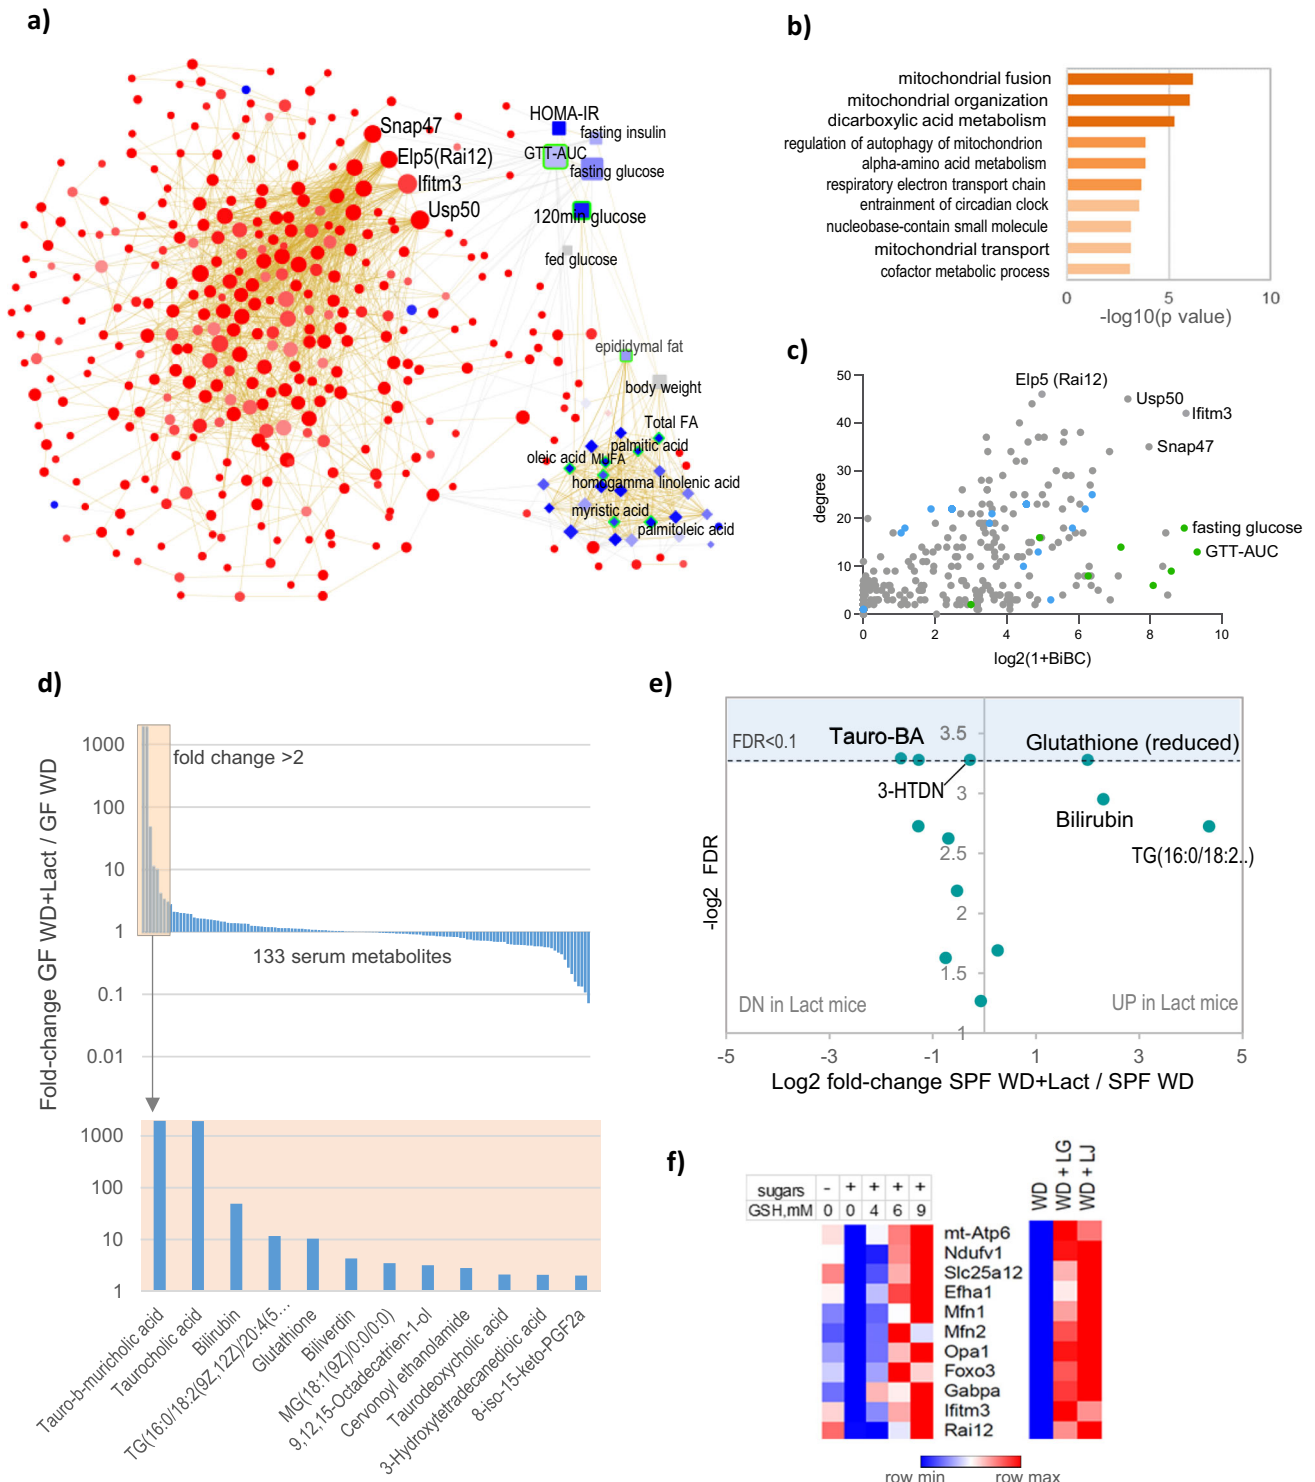 a)
Snap47
Elp5(Rai12)
Ifitm3
Usp50
HOMA-IR
fasting insulin
GTT-AUC
fasting glucose
120min glucose
fed glucose
epididymal fat
body weight
Total FA
palmitic acid
oleic acid MUFA
homogamma linolenic acid
myristic acid
palmitoleic acid
b)
mitochondrial fusion
mitochondrial organization
dicarboxylic acid metabolism
regulation of autophagy of mitochondrion
alpha-amino acid metabolism
respiratory electron transport chain
entrainment of circadian clock
nucleobase-contain small molecule
mitochondrial transport
cofactor metabolic process
0 5 10
-log10(p value)
c)
50
40
30
20
10
0
degree
Elp5 (Rai12)
Usp50
Ifitm3
Snap47
fasting glucose
GTT-AUC
0 2 4 6 8 10
log2(1+BiBC)
d)
Fold-change GF WD+Lact / GF WD
1000
100
10
1
0.1
0.01
fold change >2
133 serum metabolites
1000
100
10
1
Tauro-b-muricholic acid
Taurocholic acid
Bilirubin
TG(16:0/18:2(9Z,12Z)/20:4(5...
Glutathione
Biliverdin
MG(18:1(9Z)/0:0/0:0)
9,12,15-Octadecatrien-1-ol
Cervonoyl ethanolamide
Taurodeoxycholic acid
3-Hydroxytetradecanedioic acid
8-iso-15-keto-PGF2a
e)
-log2 FDR
FDR<0.1
Tauro-BA
3.5
Glutathione (reduced)
3-HTDN
3
Bilirubin
TG(16:0/18:2..)
2.5
2
1.5
1
DN in Lact mice
UP in Lact mice
-5 -3 -1 1 3 5
Log2 fold-change SPF WD+Lact / SPF WD
f)
sugars - + + + +
GSH,mM 0 0 4 6 9
WD
WD + LG
WD + LJ
mt-Atp6
Ndufv1
Slc25a12
Efha1
Mfn1
Mfn2
Opa1
Foxo3
Gabpa
Ifitm3
Rai12
row min row max